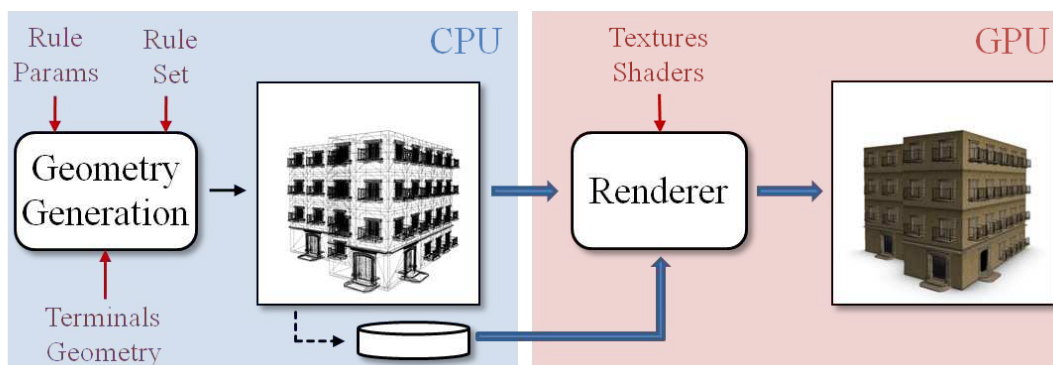 Rule
Params
Rule
Set
CPU
Geometry
Generation
Terminals
Geometry
Textures
Shaders
GPU
Renderer